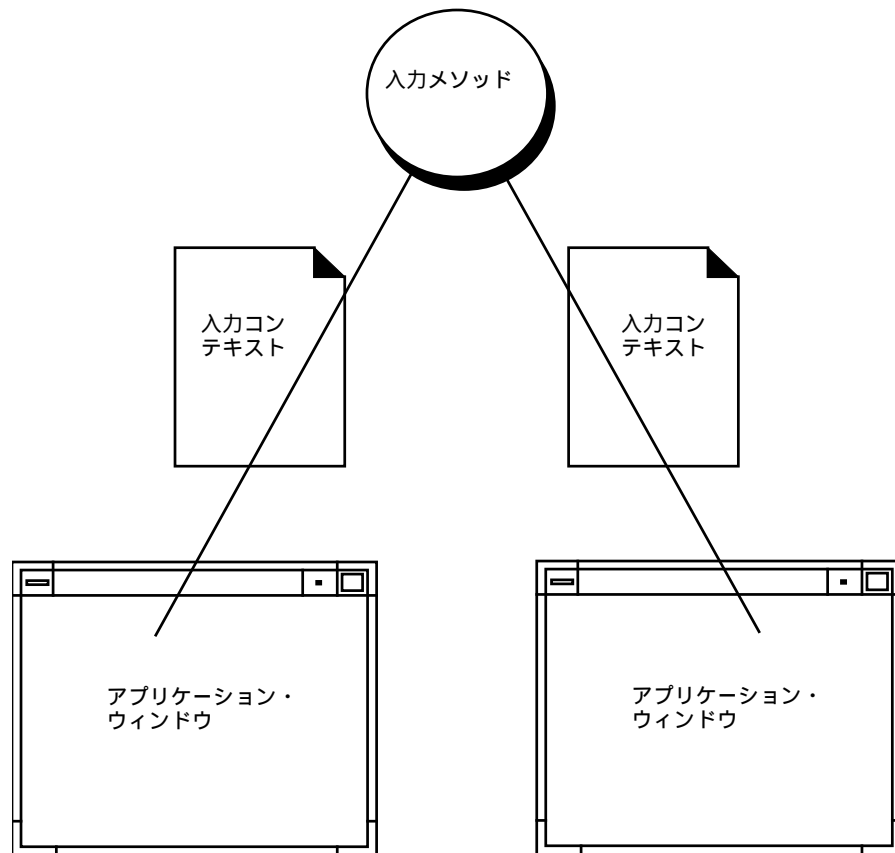 入力メソッド
入力コン
テキスト
入力コン
テキスト
アプリケーション・
ウィンドウ
アプリケーション・
ウィンドウ